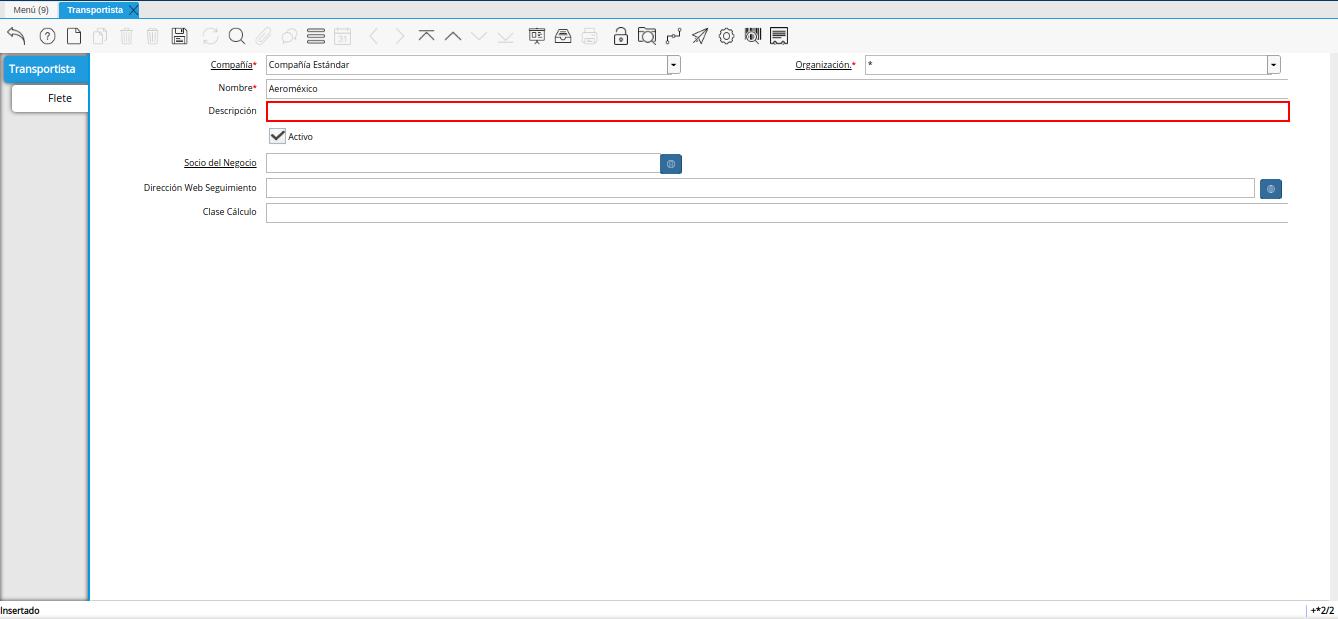 Menú (9) Transportista
31
Transportista
Flete
Compañía* Compañía Estándar Organización.* *
Nombre* Aeroméxico
Descripción
Activo
Socio del Negocio
Dirección Web Seguimiento
Clase Cálculo
Insertado +*2/2